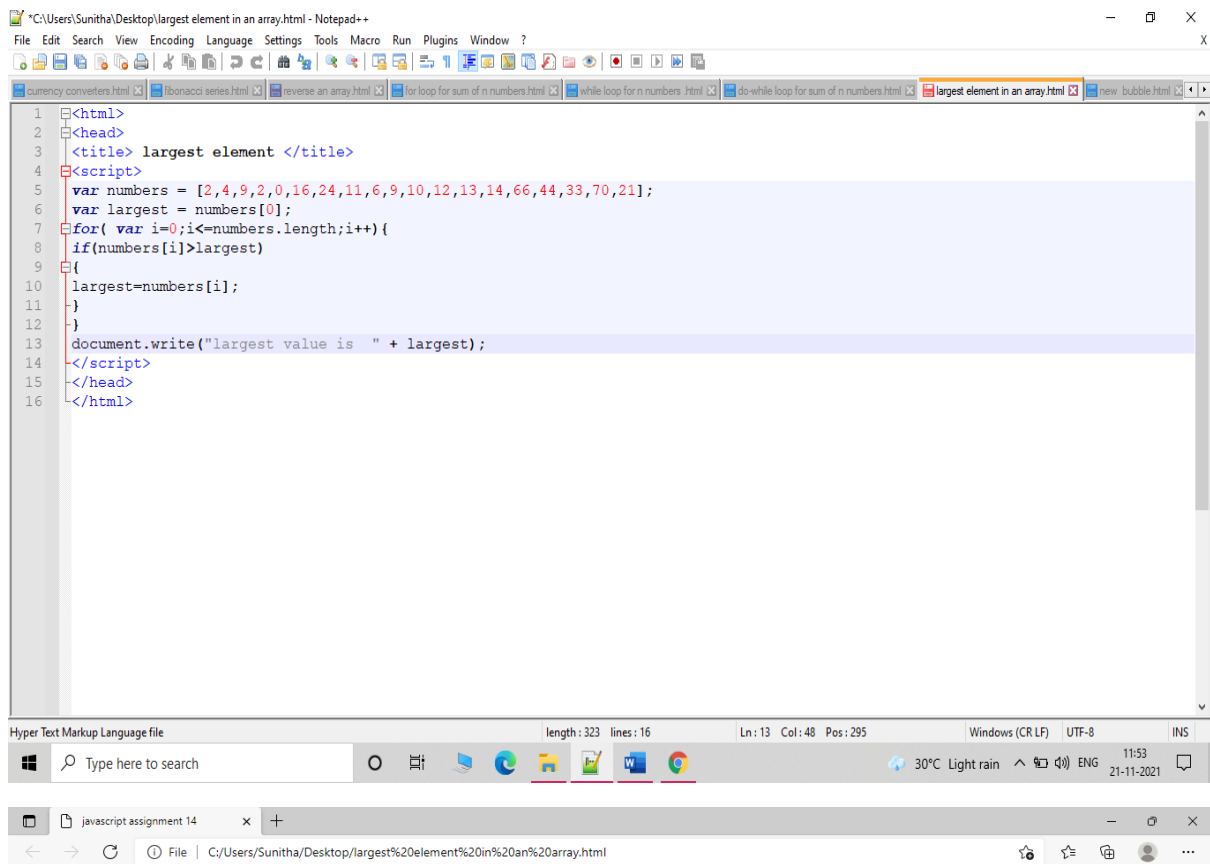 *C:\Users\Sunitha\Desktop\largest element in an array.html - Notepad++
File Edit Search View Encoding Language Settings Tools Macro Run Plugins Window ?
X
currency converters.html fibonacci series.html reverse an array.html for loop for sum of n numbers.html while loop for n numbers .html do-while loop for sum of n numbers.html largest element in an array.html new bubble.html
1 <html>
2 <head>
3 <title> largest element </title>
4 <script>
5 var numbers = [2,4,9,2,0,16,24,11,6,9,10,12,13,14,66,44,33,70,21];
6 var largest = numbers[0];
7 for( var i=0;i<=numbers.length;i++){
8 if(numbers[i]>largest)
9 {
10 largest=numbers[i];
11 }
12 }
13 document.write("largest value is  " + largest);
14 </script>
15 </head>
16 </html>
Hyper Text Markup Language file length : 323 lines : 16 Ln : 13 Col : 48 Pos : 295 Windows (CR LF) UTF-8 INS
Type here to search 30°C Light rain ENG 11:53
21-11-2021
javascript assignment 14
File | C:/Users/Sunitha/Desktop/largest%20element%20in%20an%20array.html